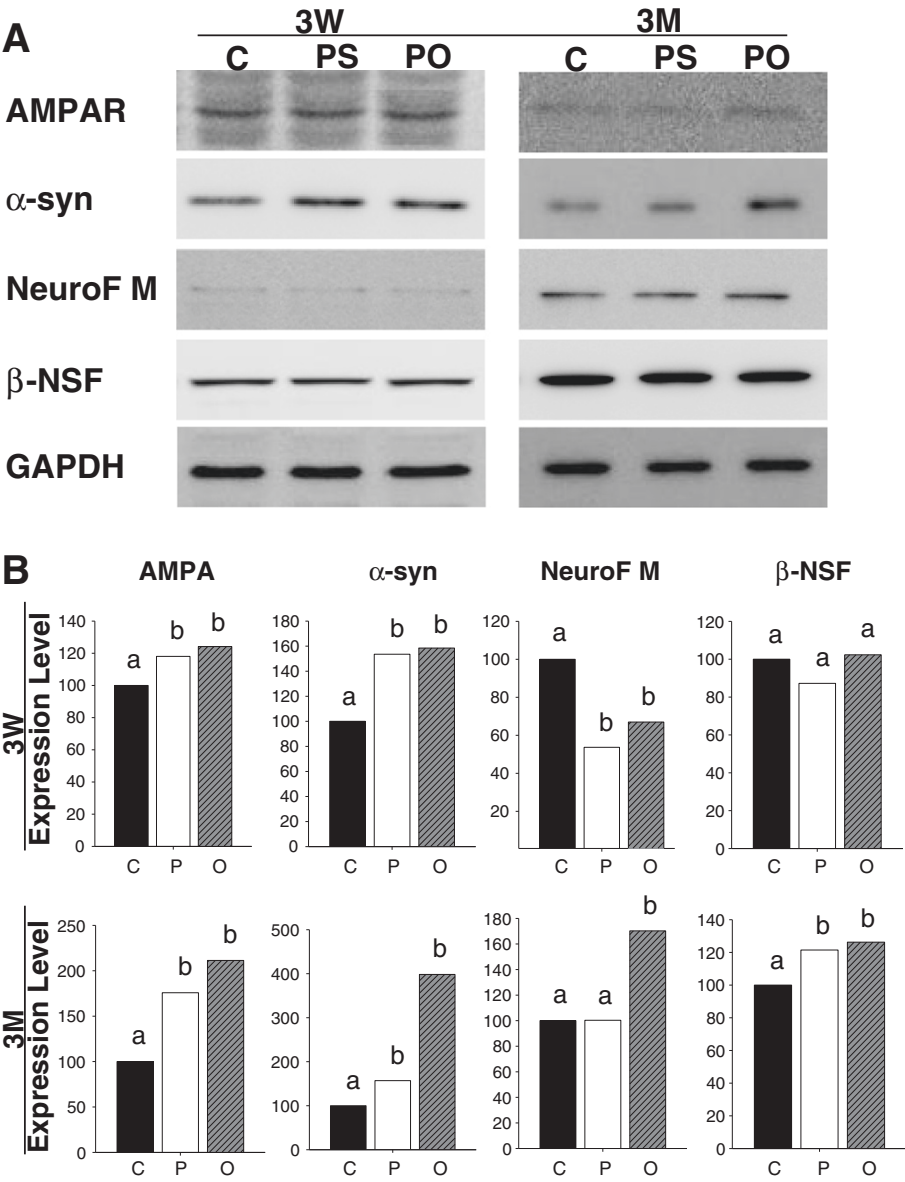 A
3W 3M
C PS PO C PS PO
AMPAR
α-syn
NeuroF M
β-NSF
GAPDH
B
AMPA α-syn NeuroF M β-NSF
3W
Expression Level
140
120
100
80
60
40
20
0
a b b
C P O
180
160
140
120
100
80
60
40
20
0
a b b
C P O
120
100
80
60
40
20
a b b
C P O
120
100
80
60
40
20
0
a a a
C P O
3M
Expression Level
250
200
150
100
50
0
a b b
C P O
500
400
300
200
100
0
a b b
C P O
180
160
140
120
100
80
60
40
20
0
a a b
C P O
140
120
100
80
60
40
20
0
a b b
C P O